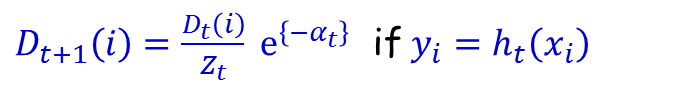 D_{t+1}(i) = \frac{D_t(i)}{Z_t} e^{\{-\alpha_t\}} if y_i = h_t(x_i)